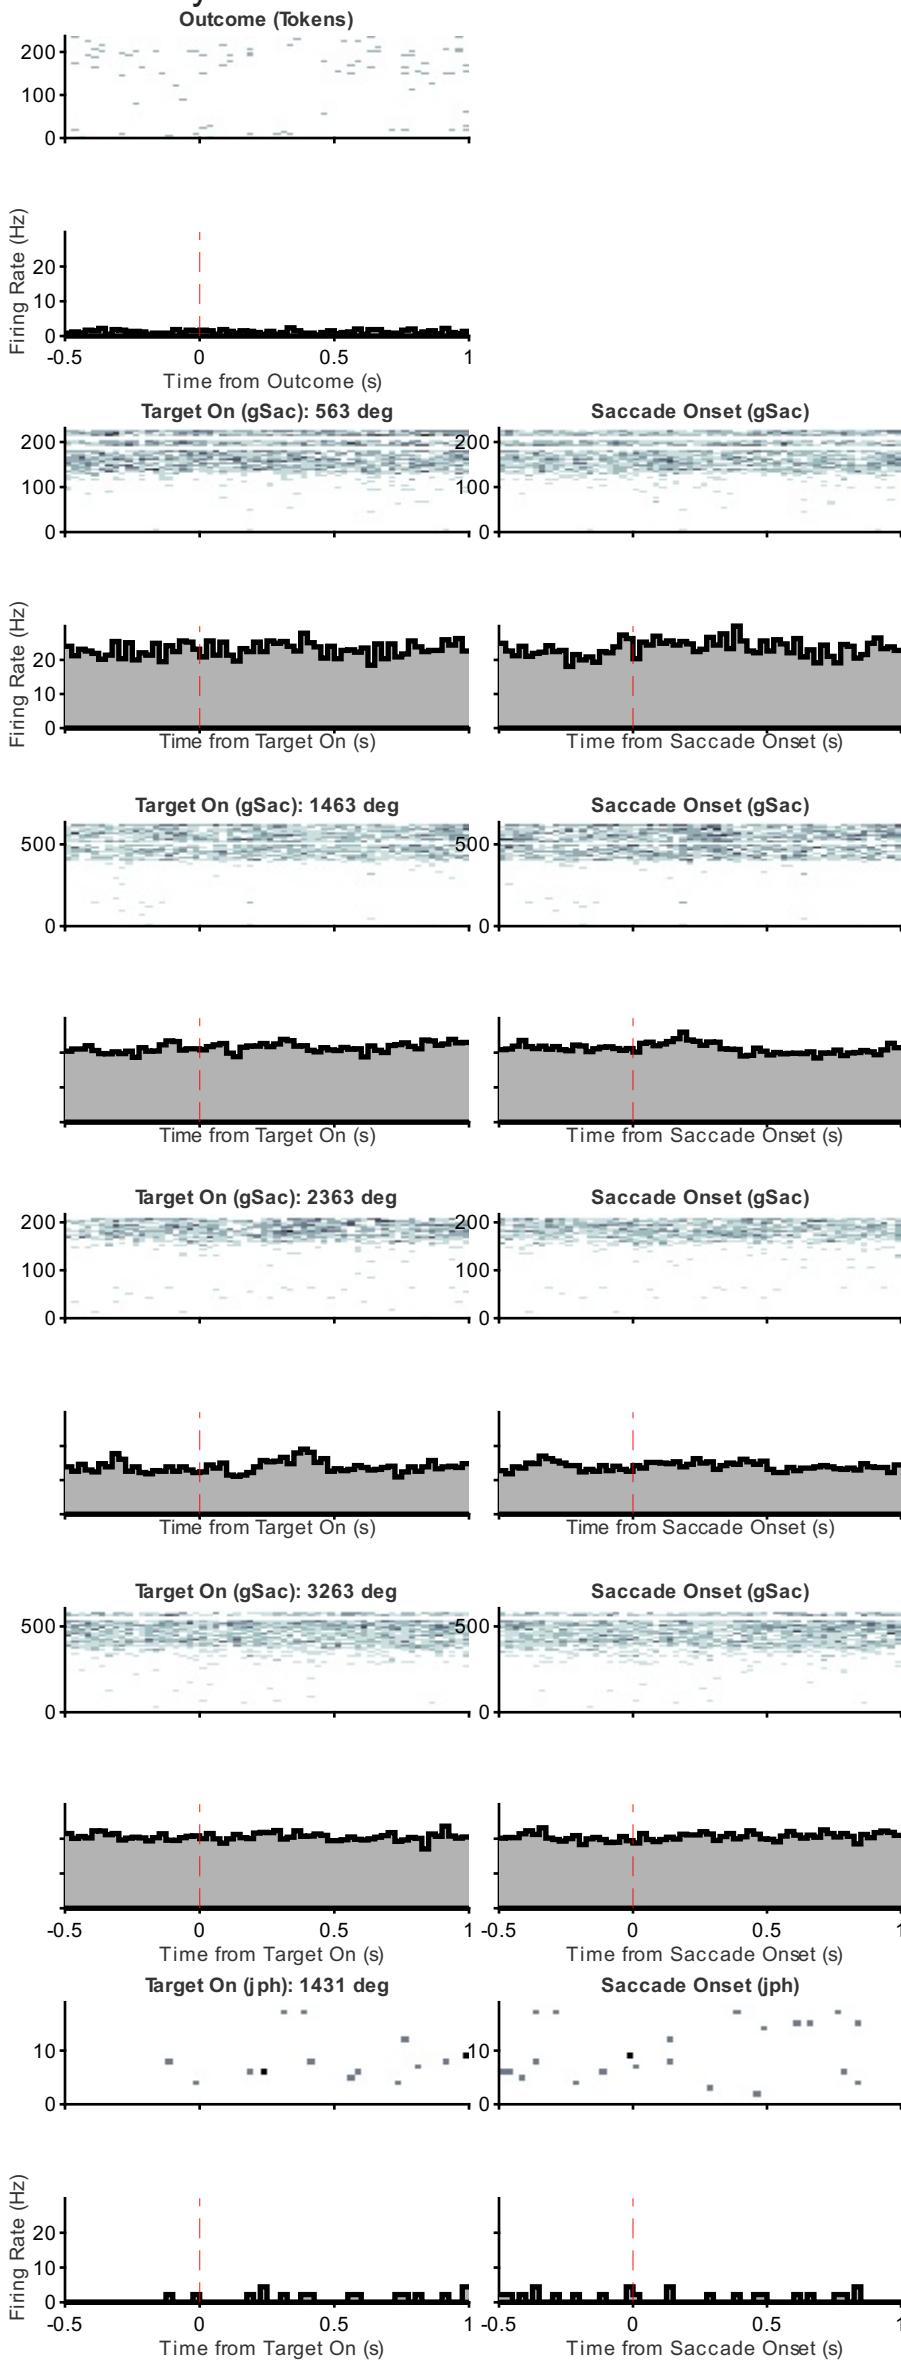 Outcome (Tokens)
200
100
0
Firing Rate (Hz)
20
10
0
-0.5 0 0.5 1
Time from Outcome (s)
Target On (gSac): 563 deg Saccade Onset (gSac)
200 200
100 100
0 0
Firing Rate (Hz)
20
10
0
Time from Target On (s) Time from Saccade Onset (s)
Target On (gSac): 1463 deg Saccade Onset (gSac)
500 500
0 0
Time from Target On (s) Time from Saccade Onset (s)
Target On (gSac): 2363 deg Saccade Onset (gSac)
200 200
100 100
0 0
Time from Target On (s) Time from Saccade Onset (s)
Target On (gSac): 3263 deg Saccade Onset (gSac)
500 500
0 0
-0.5 0 0.5 1 -0.5 0 0.5 1
Time from Target On (s) Time from Saccade Onset (s)
Target On (jph): 1431 deg Saccade Onset (jph)
10 10
0 0
Firing Rate (Hz)
20
10
0
-0.5 0 0.5 1 -0.5 0 0.5 1
Time from Target On (s) Time from Saccade Onset (s)